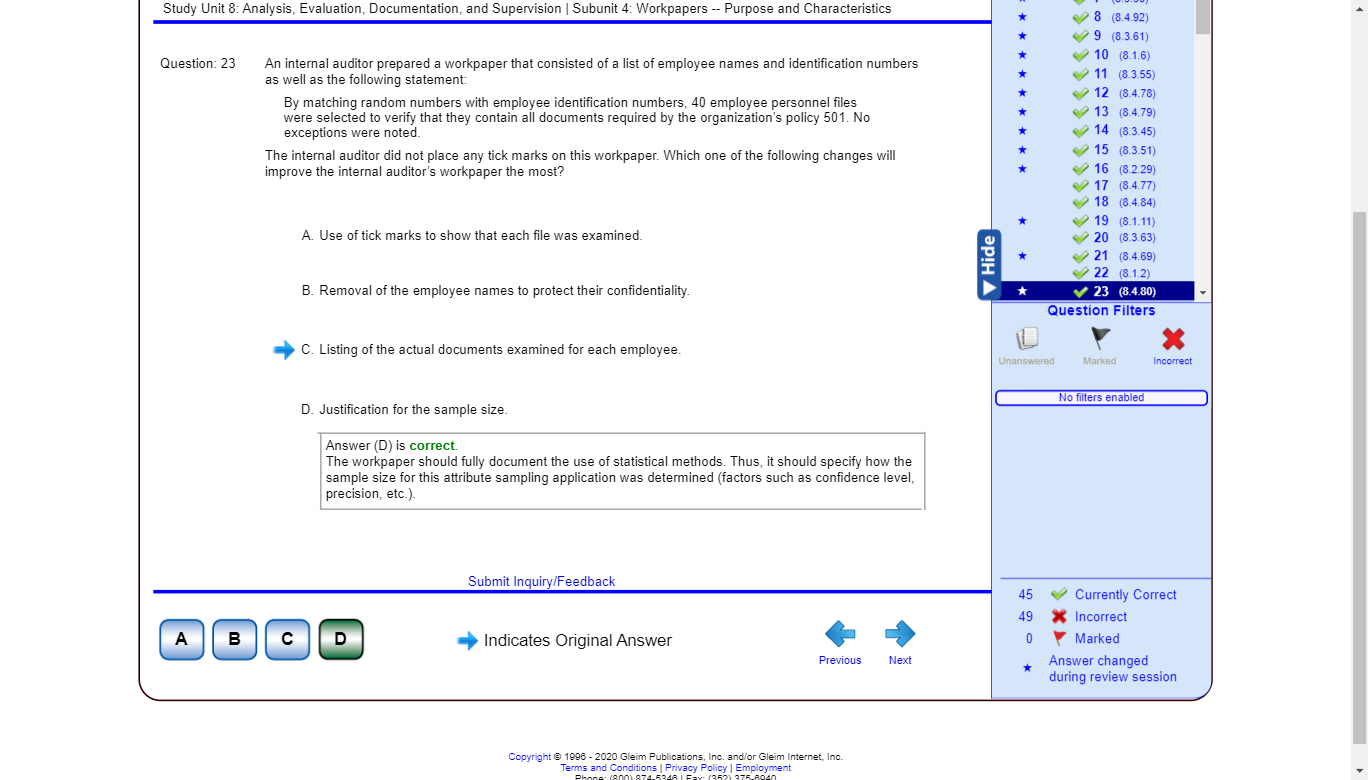 Study Unit 8: Analysis, Evaluation, Documentation, and Supervision | Subunit 4: Workpapers -- Purpose and Characteristics
Question: 23
An internal auditor prepared a workpaper that consisted of a list of employee names and identification numbers
as well as the following statement:
By matching random numbers with employee identification numbers, 40 employee personnel files
were selected to verify that they contain all documents required by the organization's policy 501. No
exceptions were noted.
The internal auditor did not place any tick marks on this workpaper. Which one of the following changes will
improve the internal auditor's workpaper the most?
A. Use of tick marks to show that each file was examined.
B. Removal of the employee names to protect their confidentiality.
C. Listing of the actual documents examined for each employee.
D. Justification for the sample size.
Answer (D) is correct.
The workpaper should fully document the use of statistical methods. Thus, it should specify how the
sample size for this attribute sampling application was determined (factors such as confidence level,
precision, etc.).
Submit Inquiry/Feedback
A B C D
Indicates Original Answer
Previous
Next
8 (8.4.92)
9 (8.3.61)
10 (8.1.6)
11 (8.3.55)
12 (8.4.78)
13 (8.4.79)
14 (8.3.45)
15 (8.3.51)
16 (8.2.29)
17 (8.4.77)
18 (8.4.84)
19 (8.1.11)
20 (8.3.63)
21 (8.4.69)
22 (8.1.2)
23 (8.4.80)
Hide
Question Filters
Unanswered Marked Incorrect
No filters enabled
45 Currently Correct
49 Incorrect
0 Marked
Answer changed
during review session
Copyright © 1996 - 2020 Gleim Publications, Inc. and/or Gleim Internet, Inc.
Terms and Conditions | Privacy Policy | Employment
Phone: (800) 874-5346 | Fax: (352) 375-6940